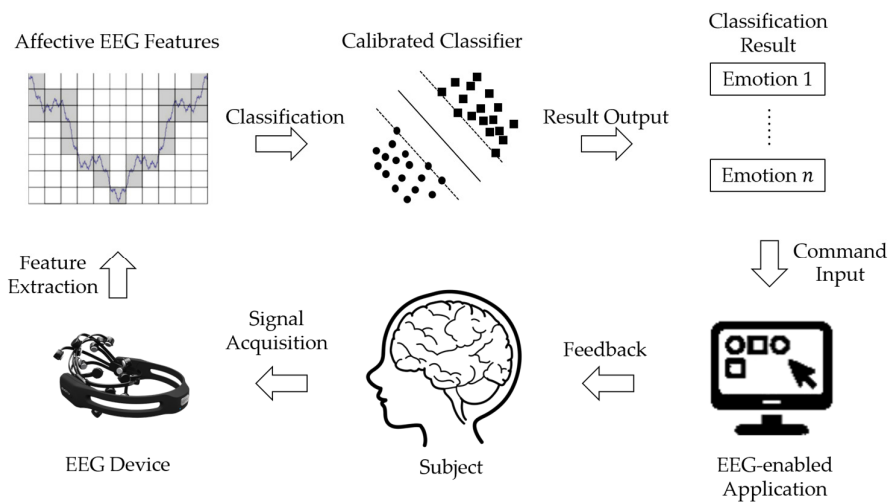 Affective EEG Features
Classification
Calibrated Classifier
Result Output
Classification
Result
Emotion 1
Emotion n
Command
Input
EEG-enabled
Application
Feedback
Subject
Signal
Acquisition
EEG Device
Feature
Extraction